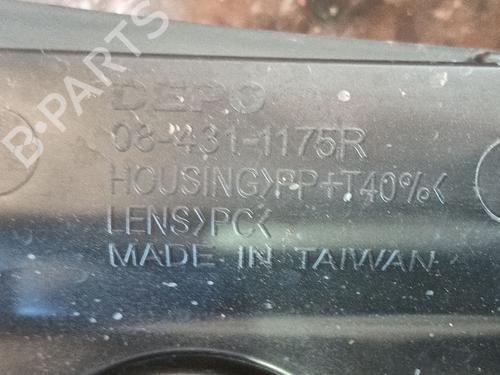 DEPO
08-431-1175R
HOUSING>PP+T40%<
LENS>PC<
MADE IN TAIWAN
B-PARTS